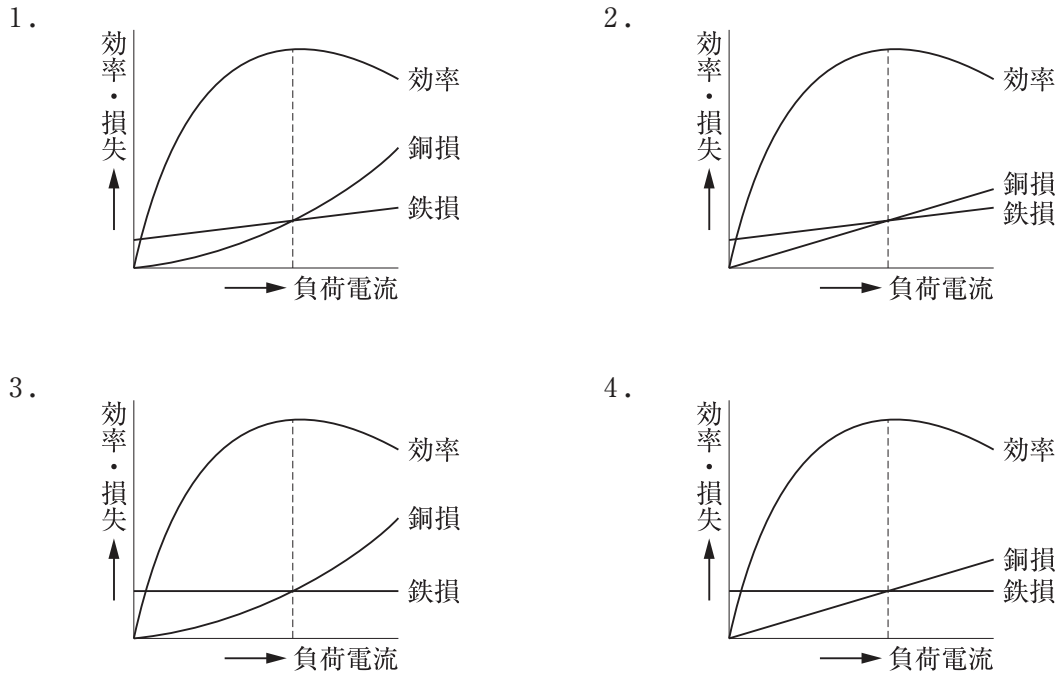 1.
効率・損失
効率
銅損
鉄損
負荷電流
2.
効率・損失
効率
銅損
鉄損
負荷電流
3.
効率・損失
効率
銅損
鉄損
負荷電流
4.
効率・損失
効率
銅損
鉄損
負荷電流